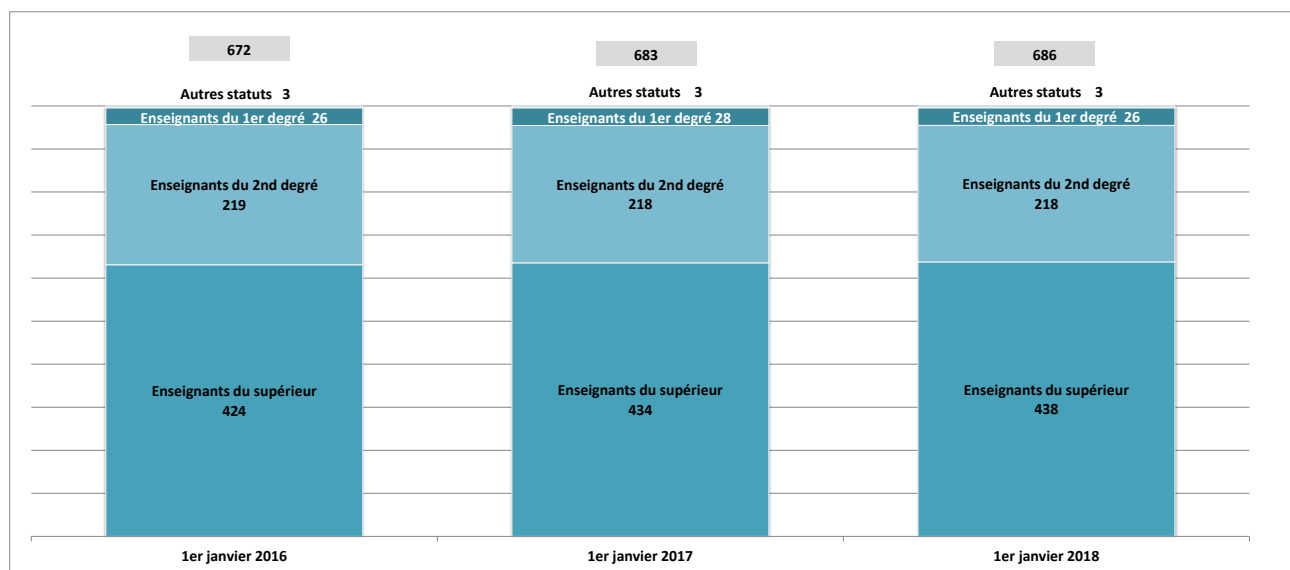 672
683
686
Autres statuts 3
Autres statuts 3
Autres statuts 3
Enseignants du 1er degré 26
Enseignants du 1er degré 28
Enseignants du 1er degré 26
Enseignants du 2nd degré
219
Enseignants du 2nd degré
218
Enseignants du 2nd degré
218
Enseignants du supérieur
424
Enseignants du supérieur
434
Enseignants du supérieur
438
1er janvier 2016
1er janvier 2017
1er janvier 2018